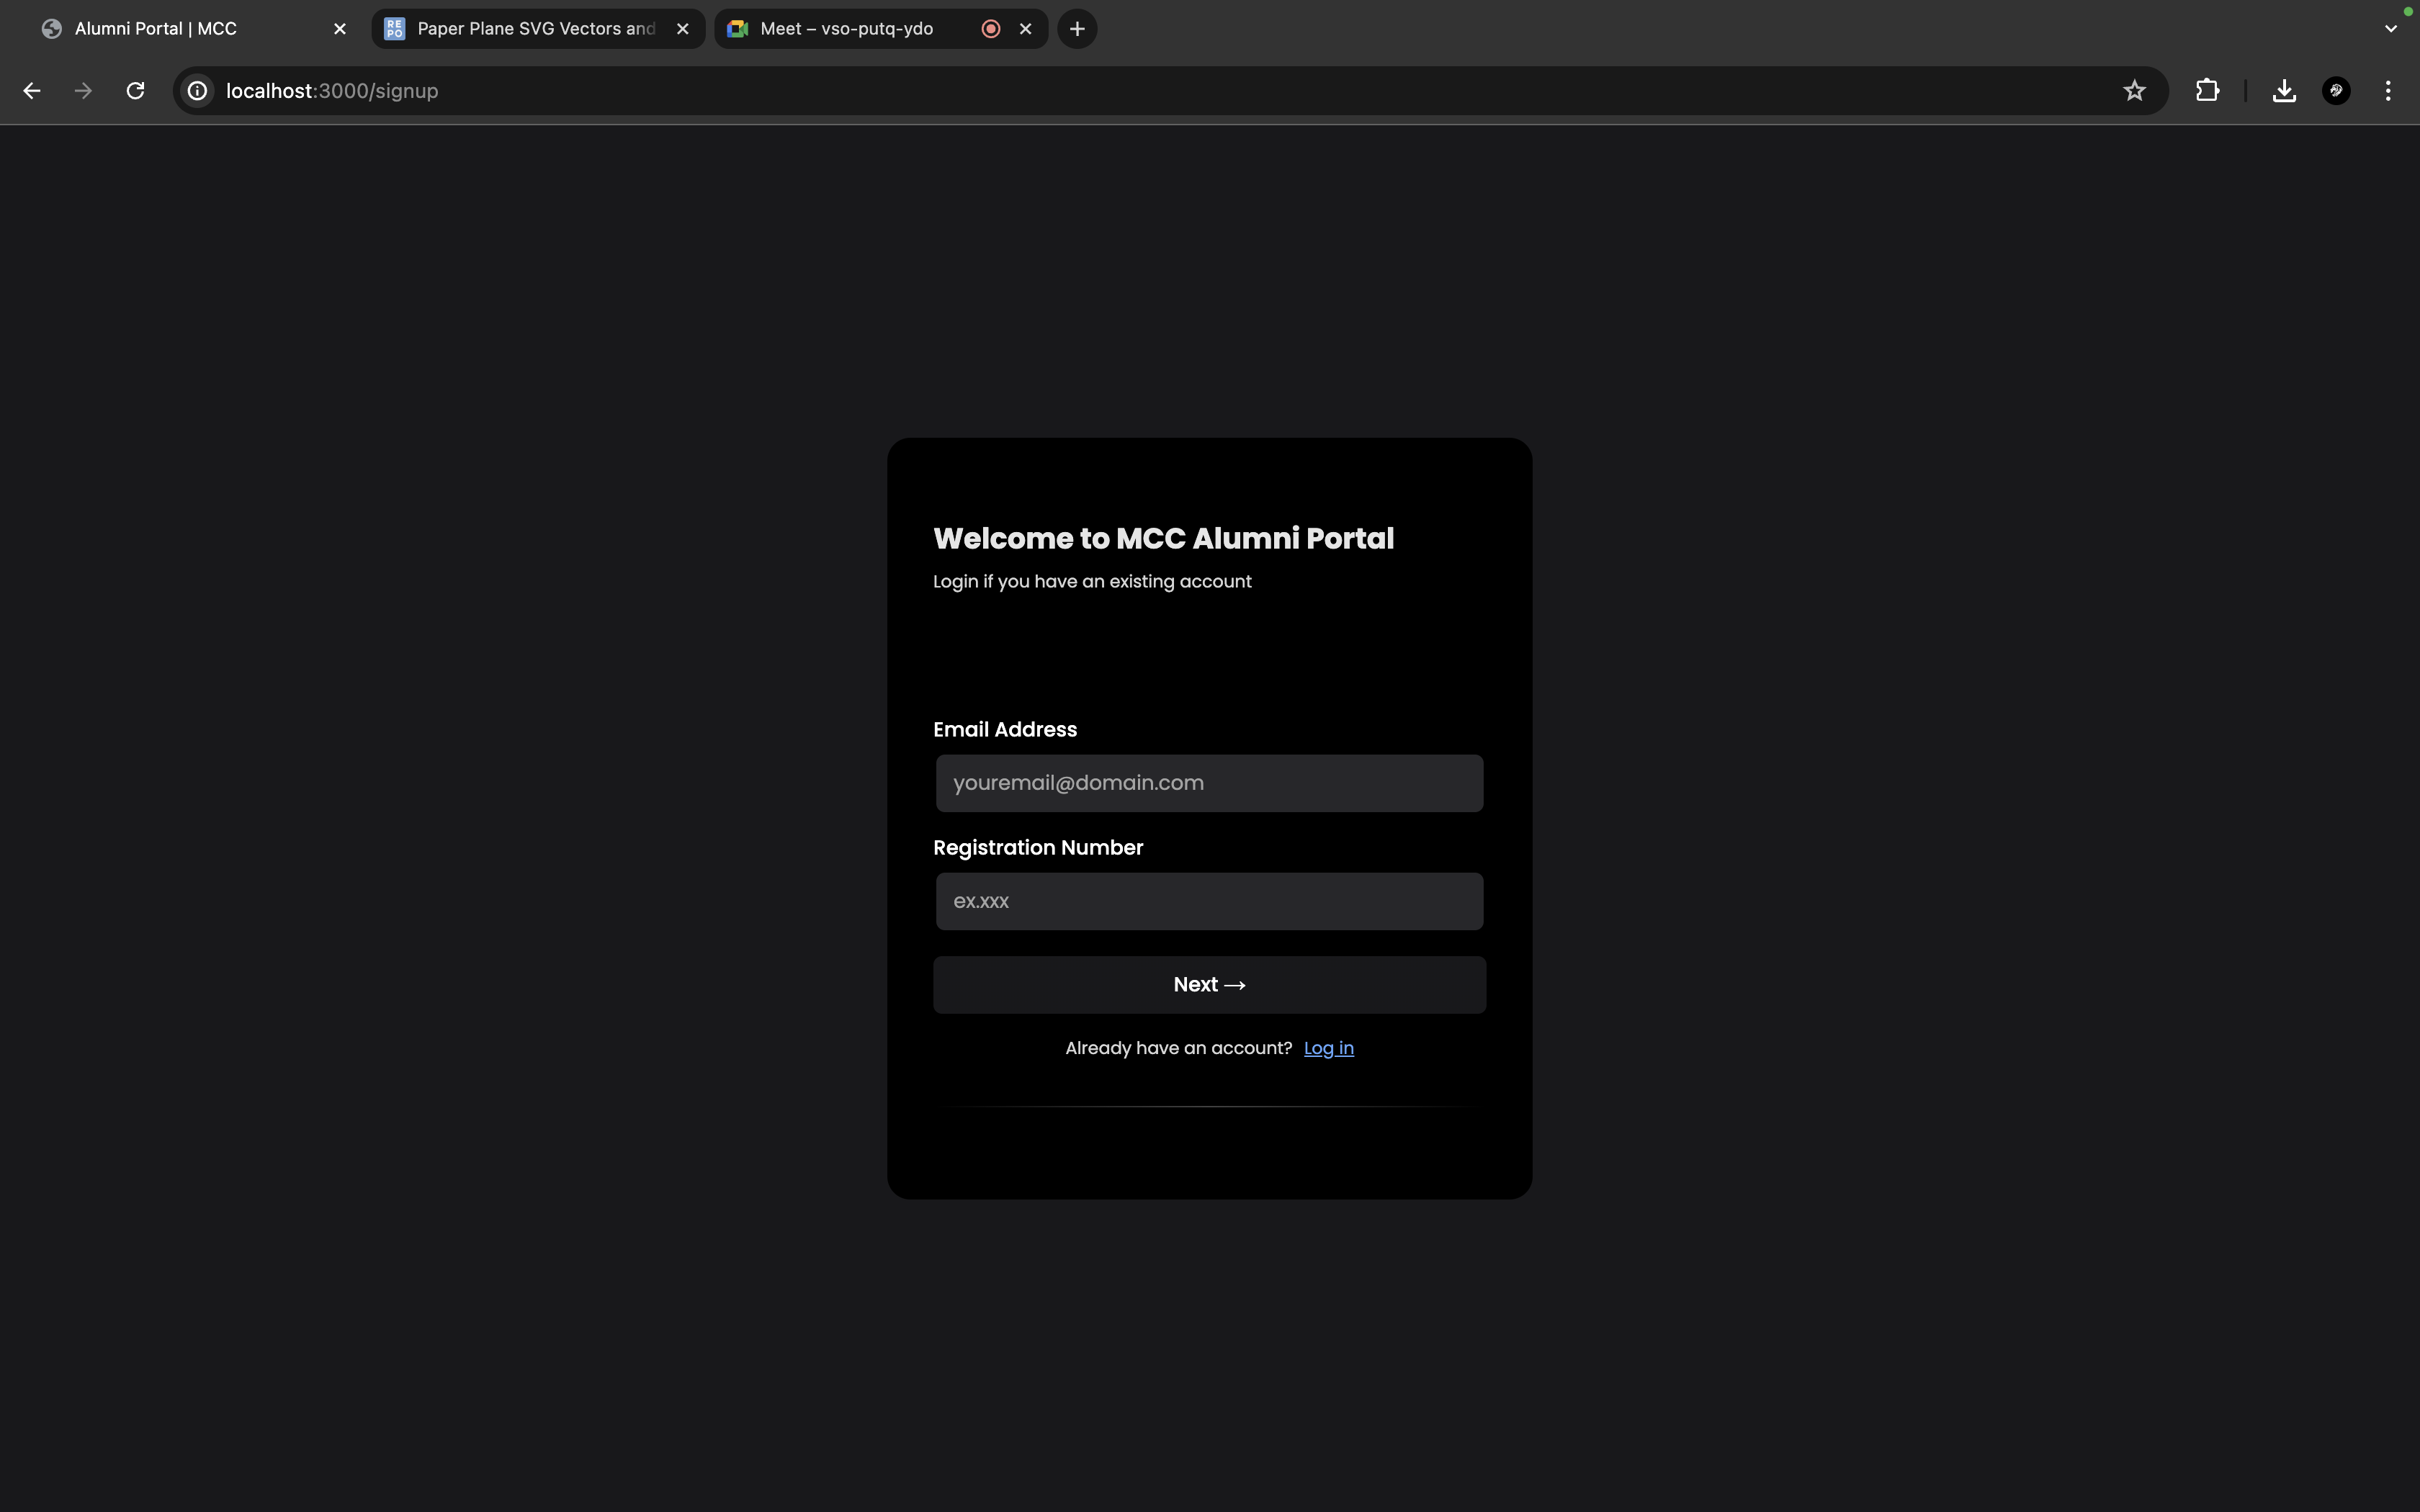 Alumni Portal | MCC
RE
PO
Paper Plane SVG Vectors and
Meet – vso-putq-ydo
localhost:3000/signup
Welcome to MCC Alumni Portal
Login if you have an existing account
Email Address
youremail@domain.com
Registration Number
ex.xxx
Next →
Already have an account? Log in